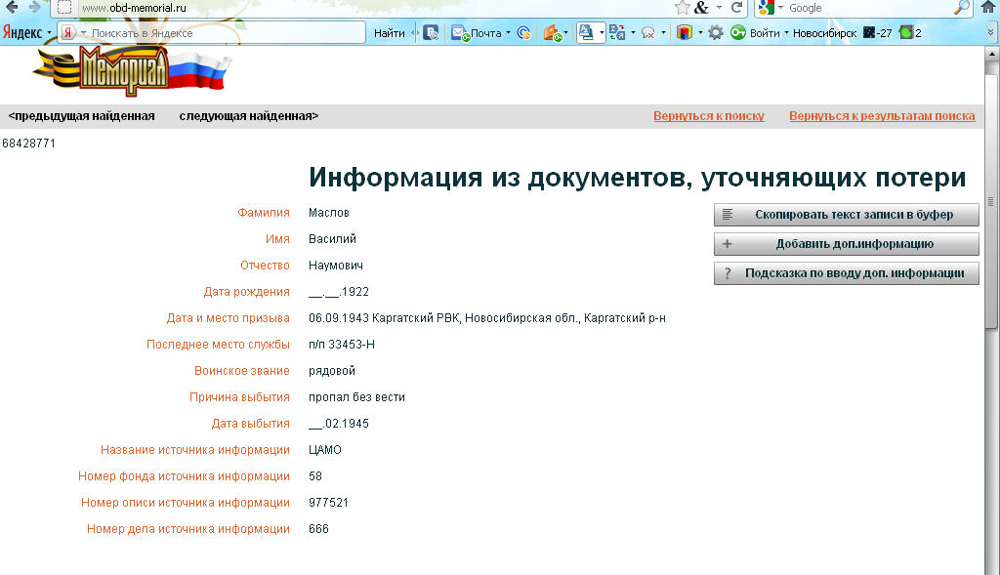 www.obd-memorial.ru
Google
Яндекс
Поискать в Яндексе
Найти
Почта
Войти
Новосибирск
-27
2
Мемориал
<предыдущая найденная следующая найденная> Вернуться к поиску Вернуться к результатам поиска
68428771
Информация из документов, уточняющих потери
Фамилия Маслов
Имя Василий
Отчество Наумович
Дата рождения __.__.1922
Дата и место призыва 06.09.1943 Каргатский РВК, Новосибирская обл., Каргатский р-н
Последнее место службы п/п 33453-Н
Воинское звание рядовой
Причина выбытия пропал без вести
Дата выбытия __.02.1945
Название источника информации ЦАМО
Номер фонда источника информации 58
Номер описи источника информации 977521
Номер дела источника информации 666
Скопировать текст записи в буфер
Добавить доп.информацию
Подсказка по вводу доп. информации